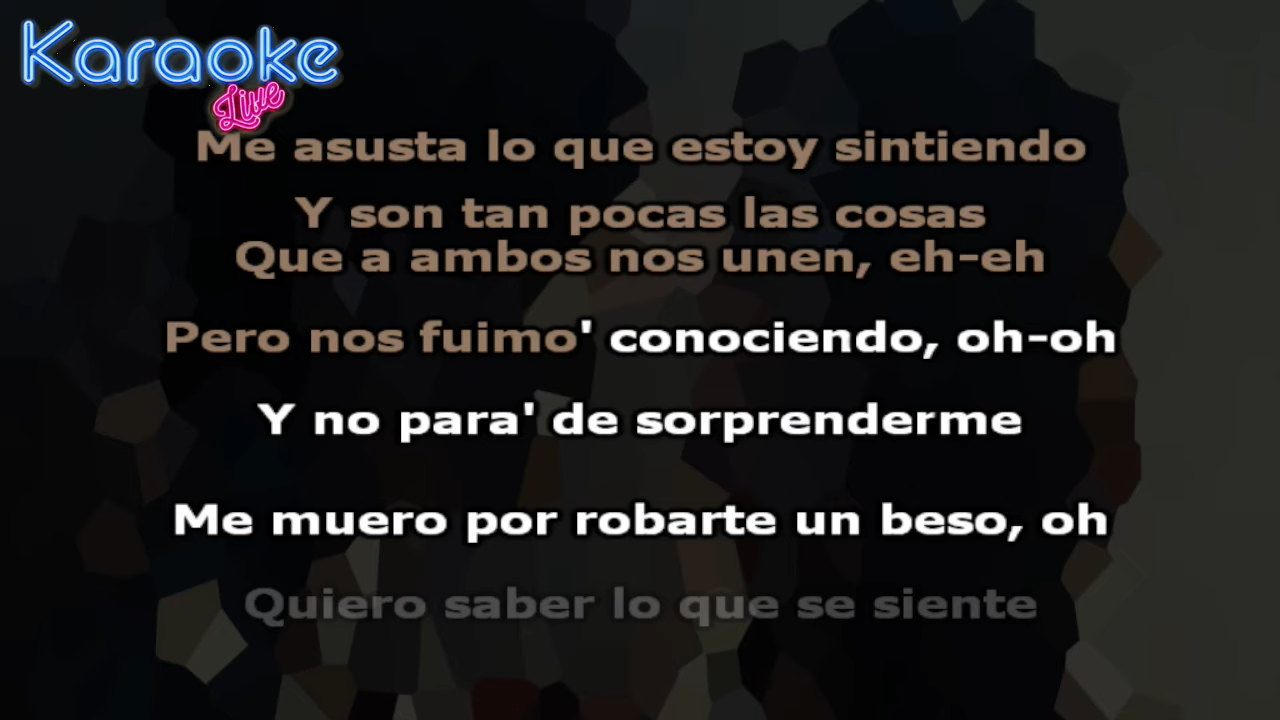 Karaoke
Live
Me asusta lo que estoy sintiendo
Y son tan pocas las cosas
Que a ambos nos unen, eh-eh
Pero nos fuimo' conociendo, oh-oh
Y no para' de sorprenderme
Me muero por robarte un beso, oh
Quiero saber lo que se siente